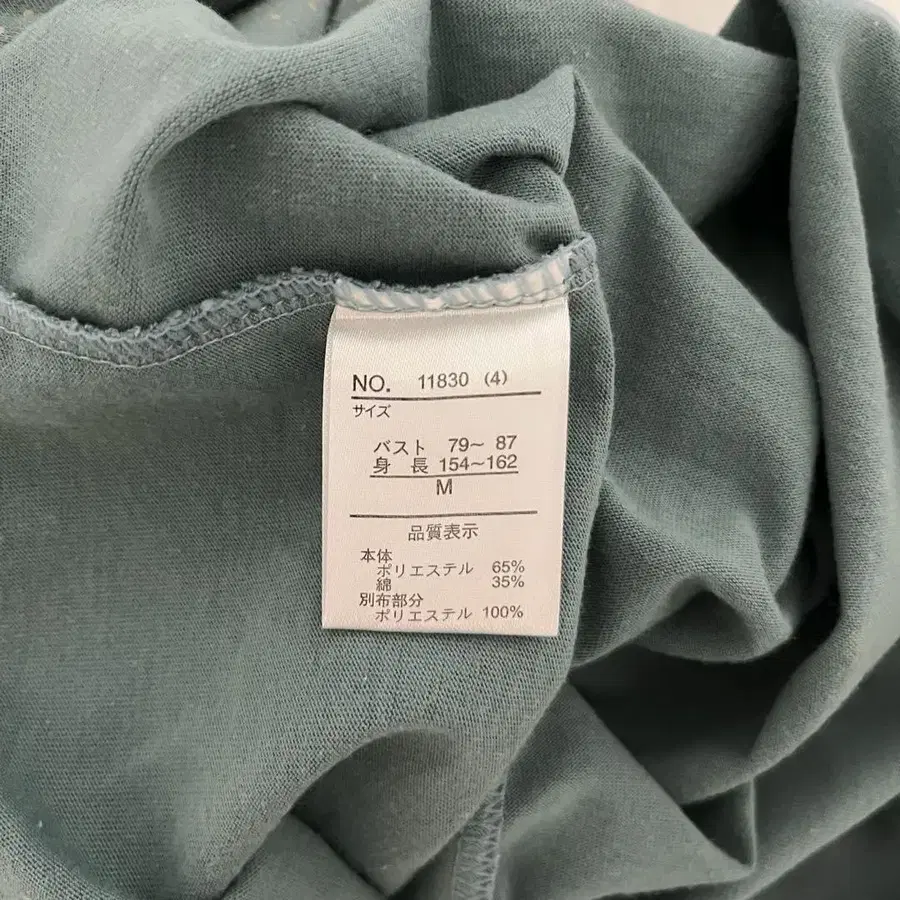 NO. 11830 (4)
サイズ
バスト 79〜 87
身 長 154〜162
M
品質表示
本体
ポリエステル 65%
綿 35%
別布部分
ポリエステル 100%